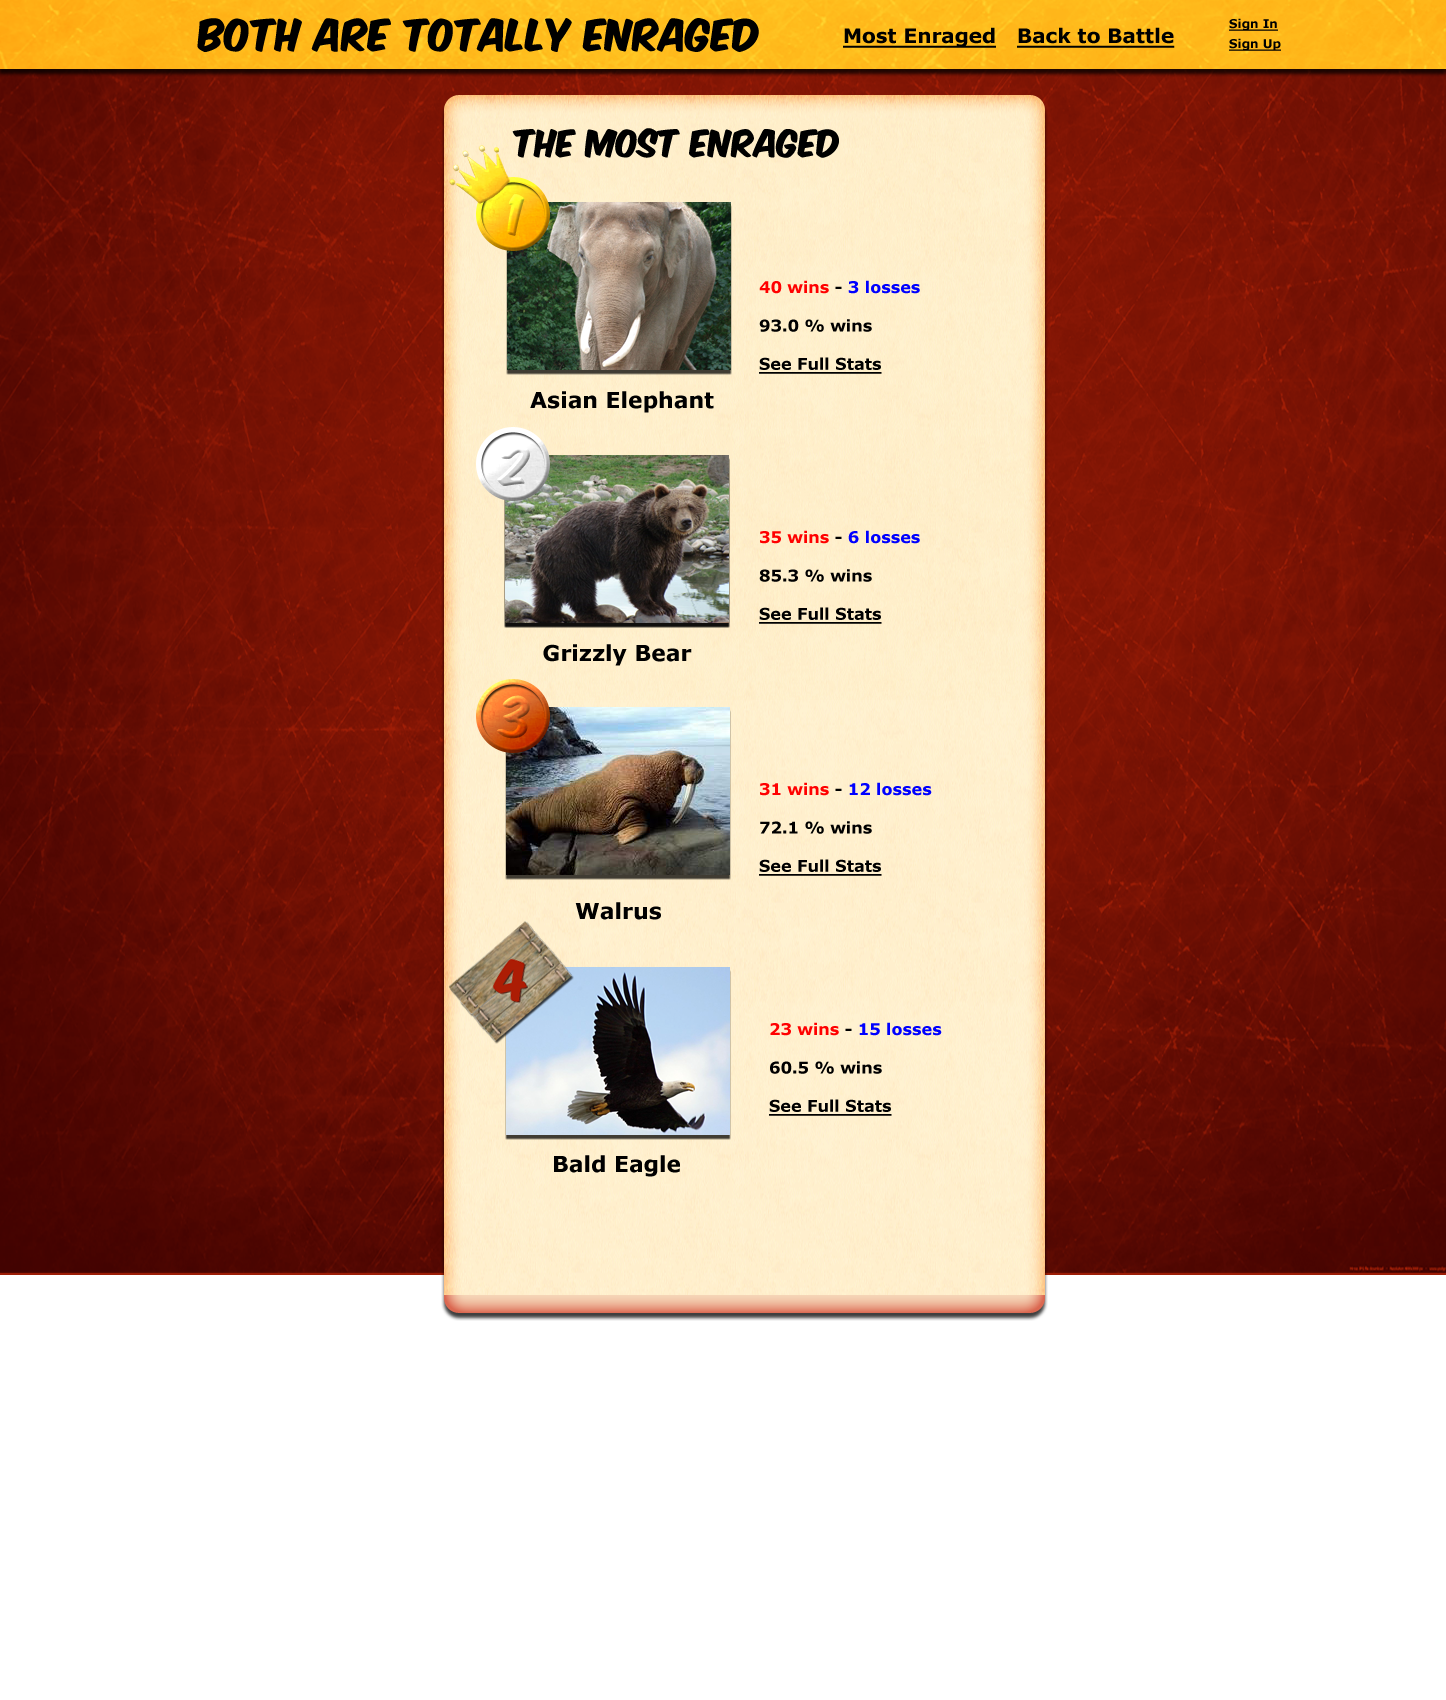 BOTH ARE TOTALLY ENRAGED
Most Enraged
Back to Battle
Sign In
Sign Up
THE MOST ENRAGED
1
40 wins - 3 losses
93.0 % wins
See Full Stats
Asian Elephant
2
35 wins - 6 losses
85.3 % wins
See Full Stats
Grizzly Bear
3
31 wins - 12 losses
72.1 % wins
See Full Stats
Walrus
4
23 wins - 15 losses
60.5 % wins
See Full Stats
Bald Eagle